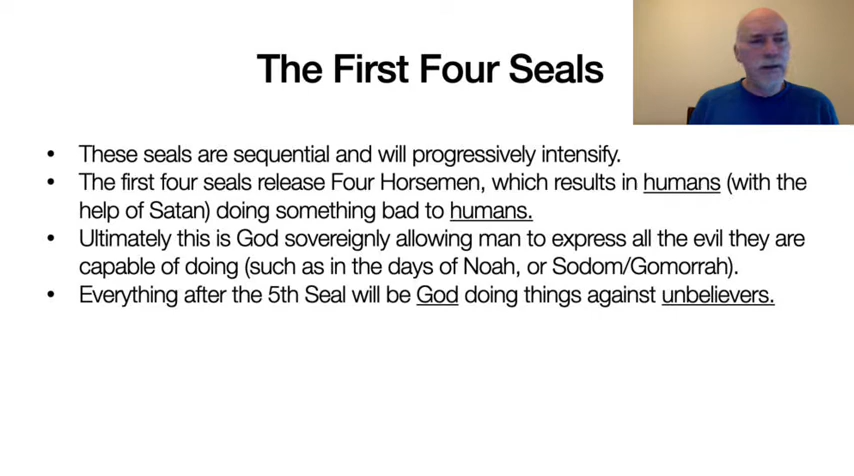 The First Four Seals
• These seals are sequential and will progressively intensify.
• The first four seals release Four Horsemen, which results in humans (with the
help of Satan) doing something bad to humans.
• Ultimately this is God sovereignly allowing man to express all the evil they are
capable of doing (such as in the days of Noah, or Sodom/Gomorrah).
• Everything after the 5th Seal will be God doing things against unbelievers.